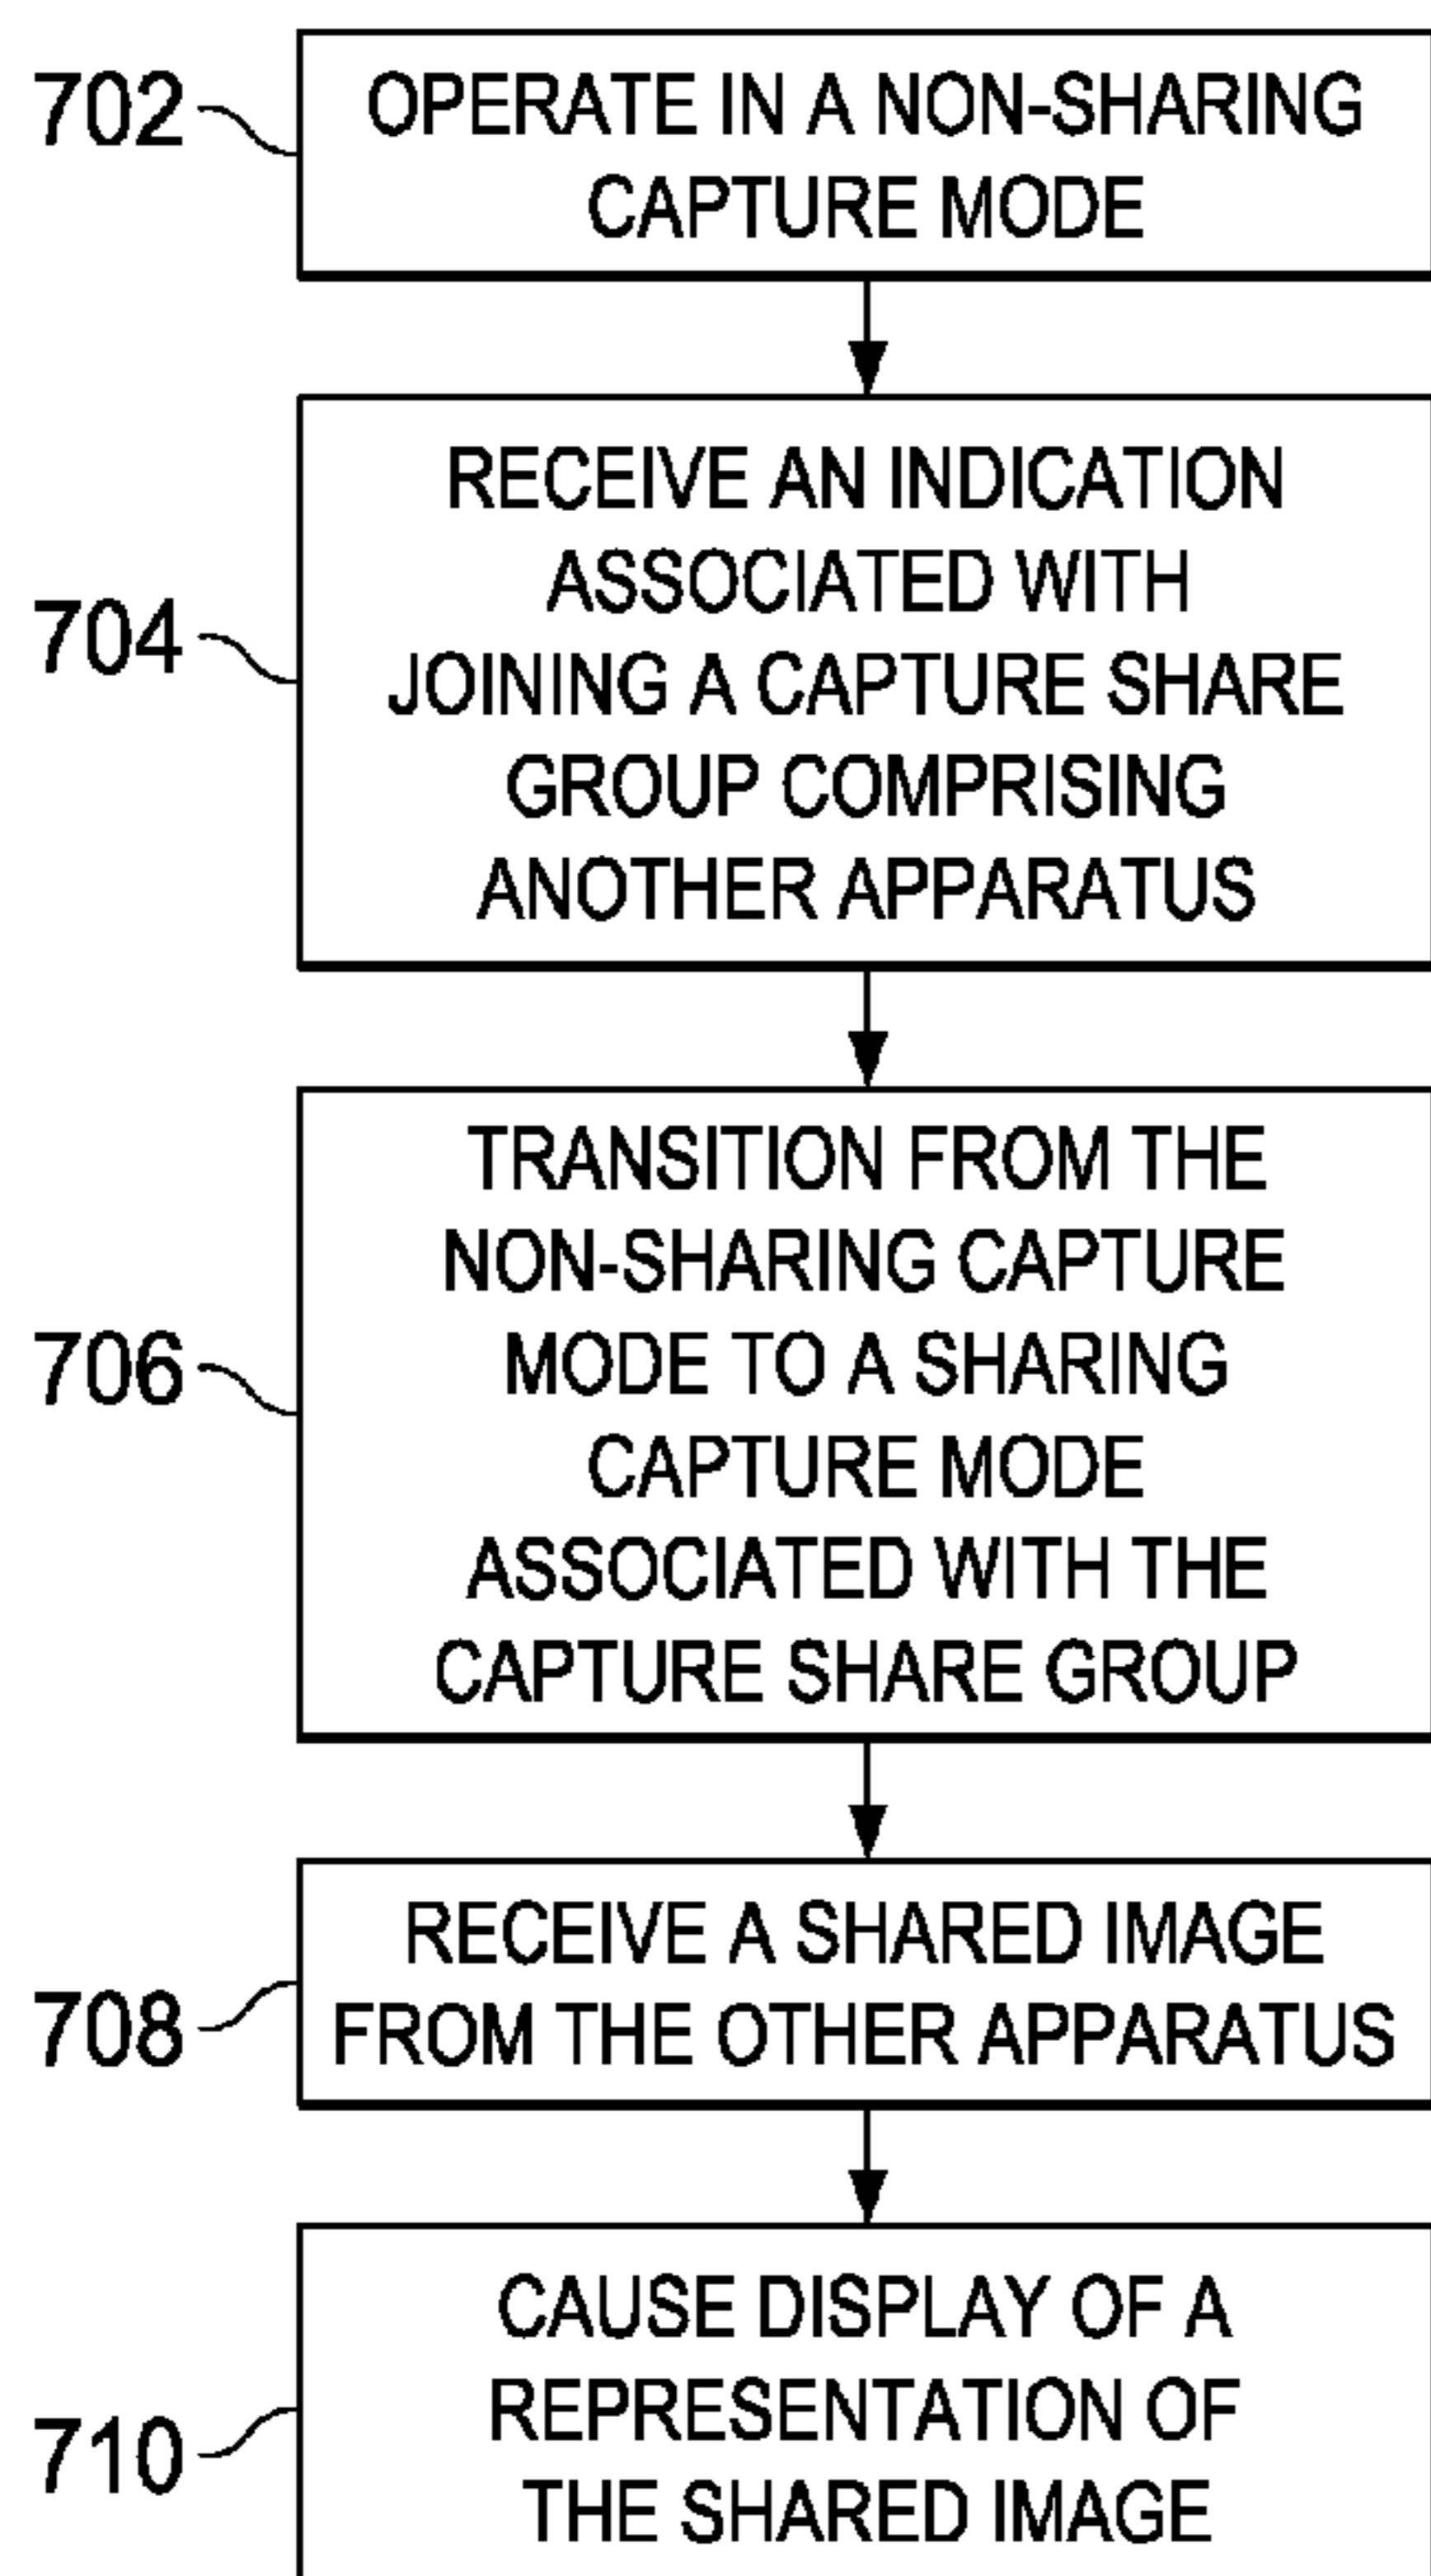 702
OPERATE IN A NON-SHARING
CAPTURE MODE
704
RECEIVE AN INDICATION
ASSOCIATED WITH
JOINING A CAPTURE SHARE
GROUP COMPRISING
ANOTHER APPARATUS
706
TRANSITION FROM THE
NON-SHARING CAPTURE
MODE TO A SHARING
CAPTURE MODE
ASSOCIATED WITH THE
CAPTURE SHARE GROUP
708
RECEIVE A SHARED IMAGE
FROM THE OTHER APPARATUS
710
CAUSE DISPLAY OF A
REPRESENTATION OF
THE SHARED IMAGE